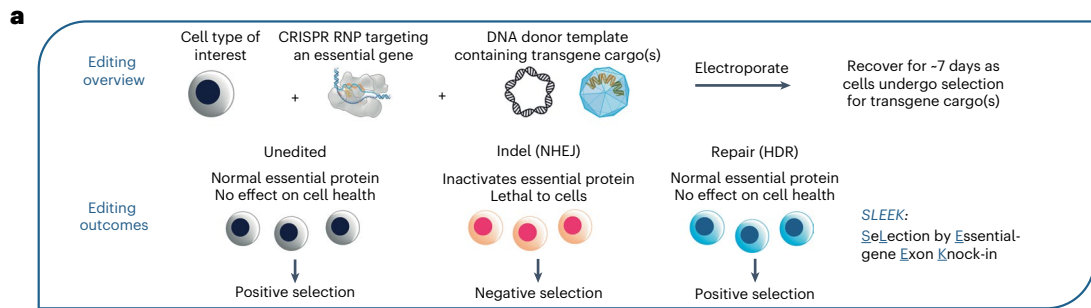 a
Editing
overview
Cell type of
interest
CRISPR RNP targeting
an essential gene
DNA donor template
containing transgene cargo(s)
+
+
Electroporate
Recover for ~7 days as
cells undergo selection
for transgene cargo(s)
Editing
outcomes
Unedited
Normal essential protein
No effect on cell health
Positive selection
Indel (NHEJ)
Inactivates essential protein
Lethal to cells
Negative selection
Repair (HDR)
Normal essential protein
No effect on cell health
Positive selection
SLEEK:
SeLection by Essential-
gene Exon Knock-in